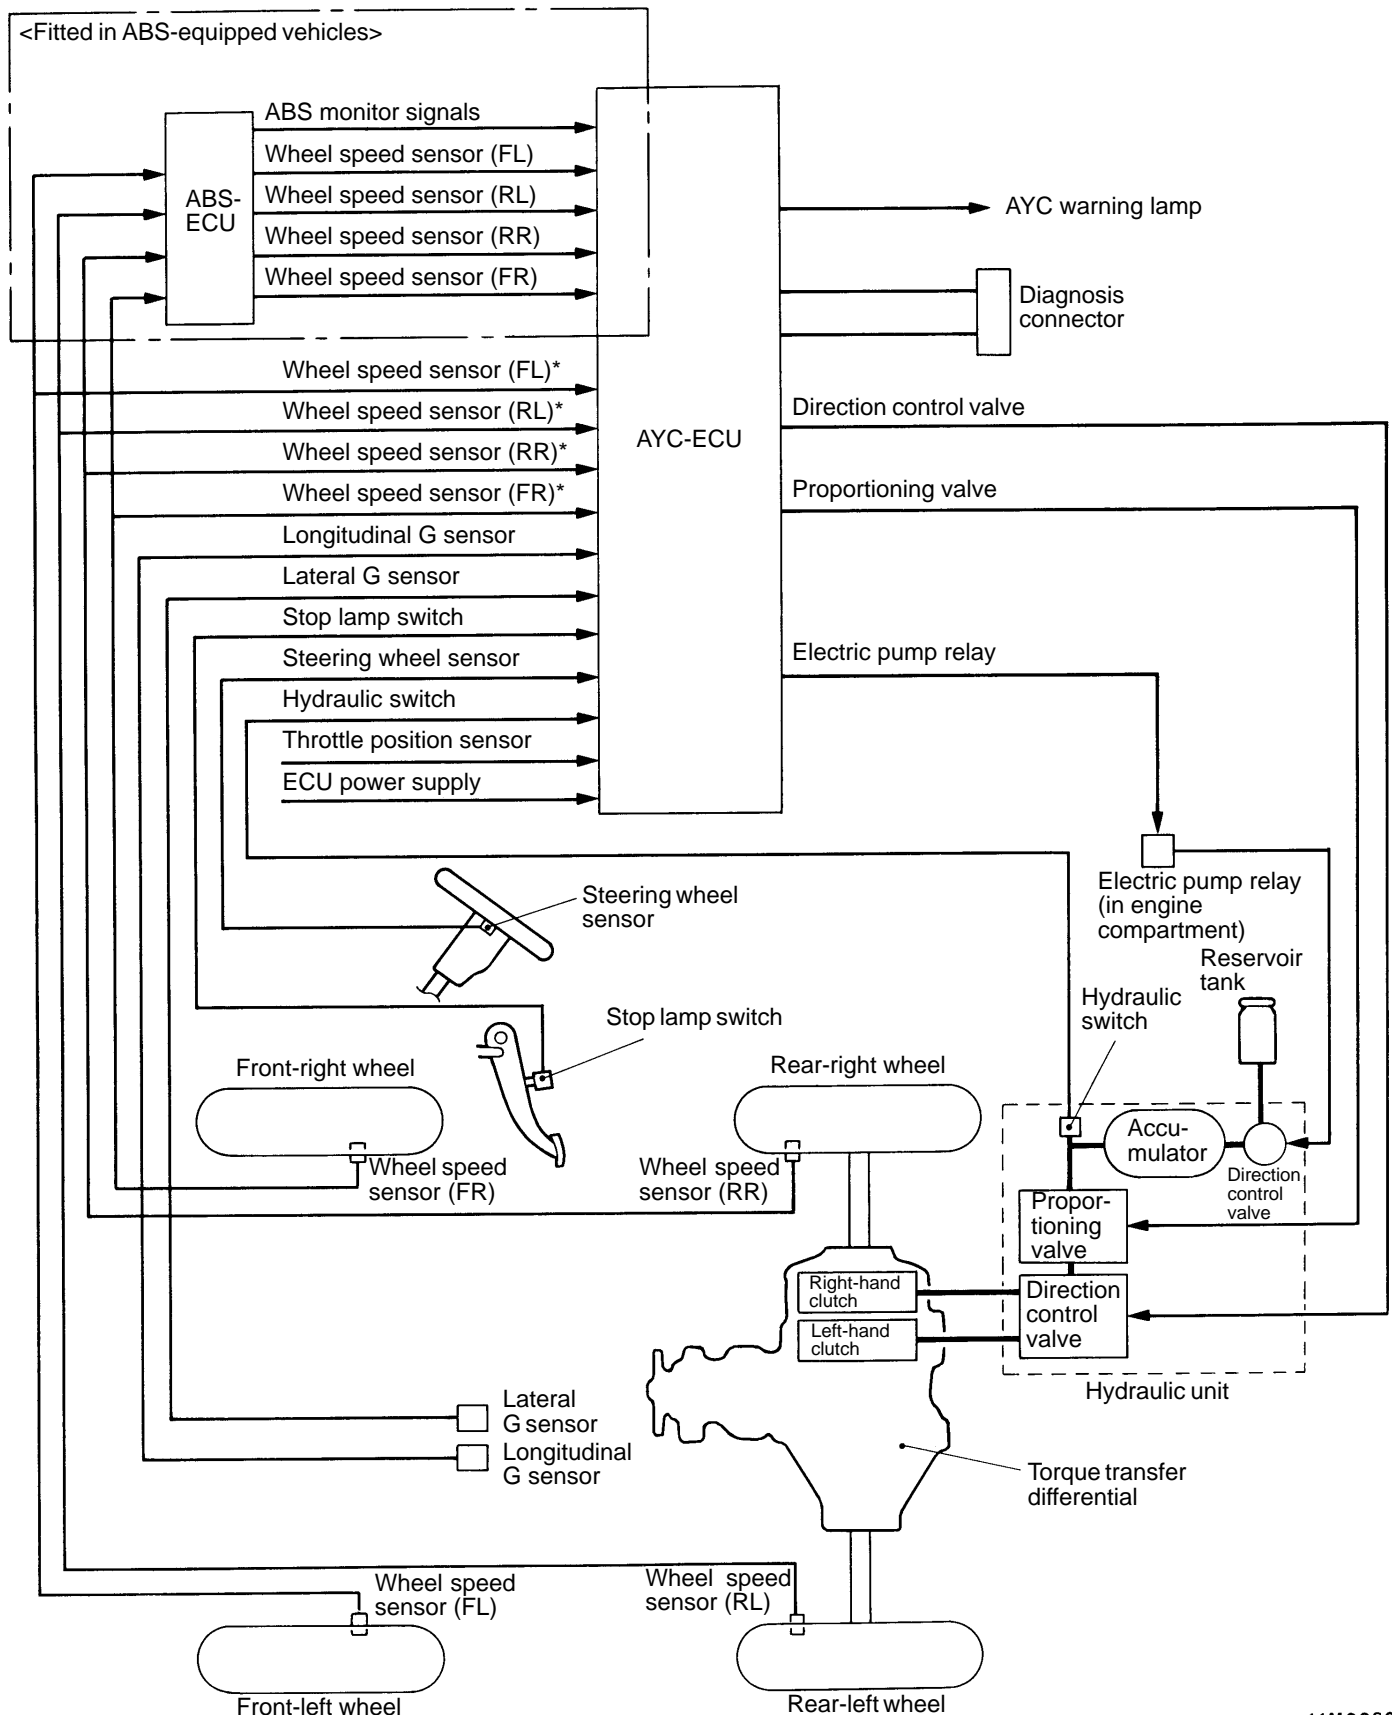 <Fitted in ABS-equipped vehicles>
ABS monitor signals
Wheel speed sensor (FL)
Wheel speed sensor (RL)
Wheel speed sensor (RR)
Wheel speed sensor (FR)
ABS-
ECU
AYC warning lamp
Diagnosis
connector
Wheel speed sensor (FL)*
Wheel speed sensor (RL)*
Wheel speed sensor (RR)*
Wheel speed sensor (FR)*
Longitudinal G sensor
Lateral G sensor
Stop lamp switch
Steering wheel sensor
Hydraulic switch
Throttle position sensor
ECU power supply
AYC-ECU
Direction control valve
Proportioning valve
Electric pump relay
Electric pump relay
(in engine
compartment)
Reservoir
tank
Hydraulic
switch
Steering wheel
sensor
Stop lamp switch
Front-right wheel
Rear-right wheel
Wheel speed
sensor (FR)
Wheel speed
sensor (RR)
Accu-
mulator
Direction
control
valve
Propor-
tioning
valve
Direction
control
valve
Right-hand
clutch
Left-hand
clutch
Hydraulic unit
Lateral
G sensor
Longitudinal
G sensor
Torque transfer
differential
Wheel speed
sensor (FL)
Wheel speed
sensor (RL)
Front-left wheel
Rear-left wheel